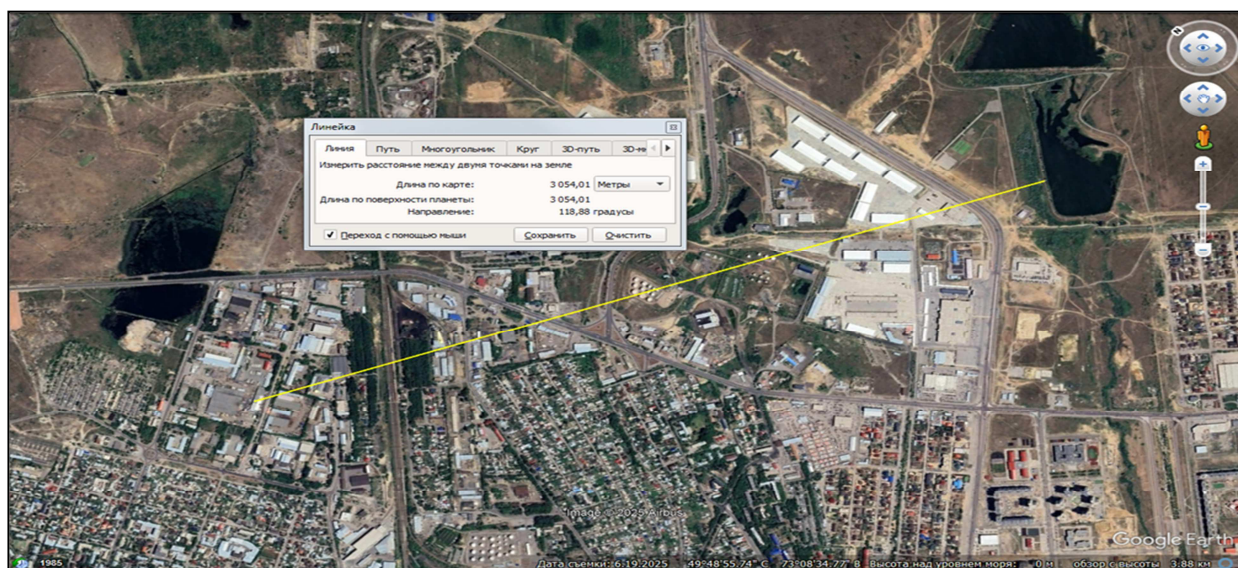 Линейка
Линия Путь Многоугольник Круг 3D-путь
Измерить расстояние между двумя точками на земле
Длина по карте: 3 054,01 Метры
Длина по поверхности планеты: 3 054,01
Направление: 118,88 градусы
Переход с помощью мыши Сохранить Очистить
Image © 2025 Airbus
Google Earth
1985 Дата съемки: 6.19.2025 49°48'55.74" С 73°08'34.77" В Высота над уровнем моря: 0 м обзор с высоты 3.88 км